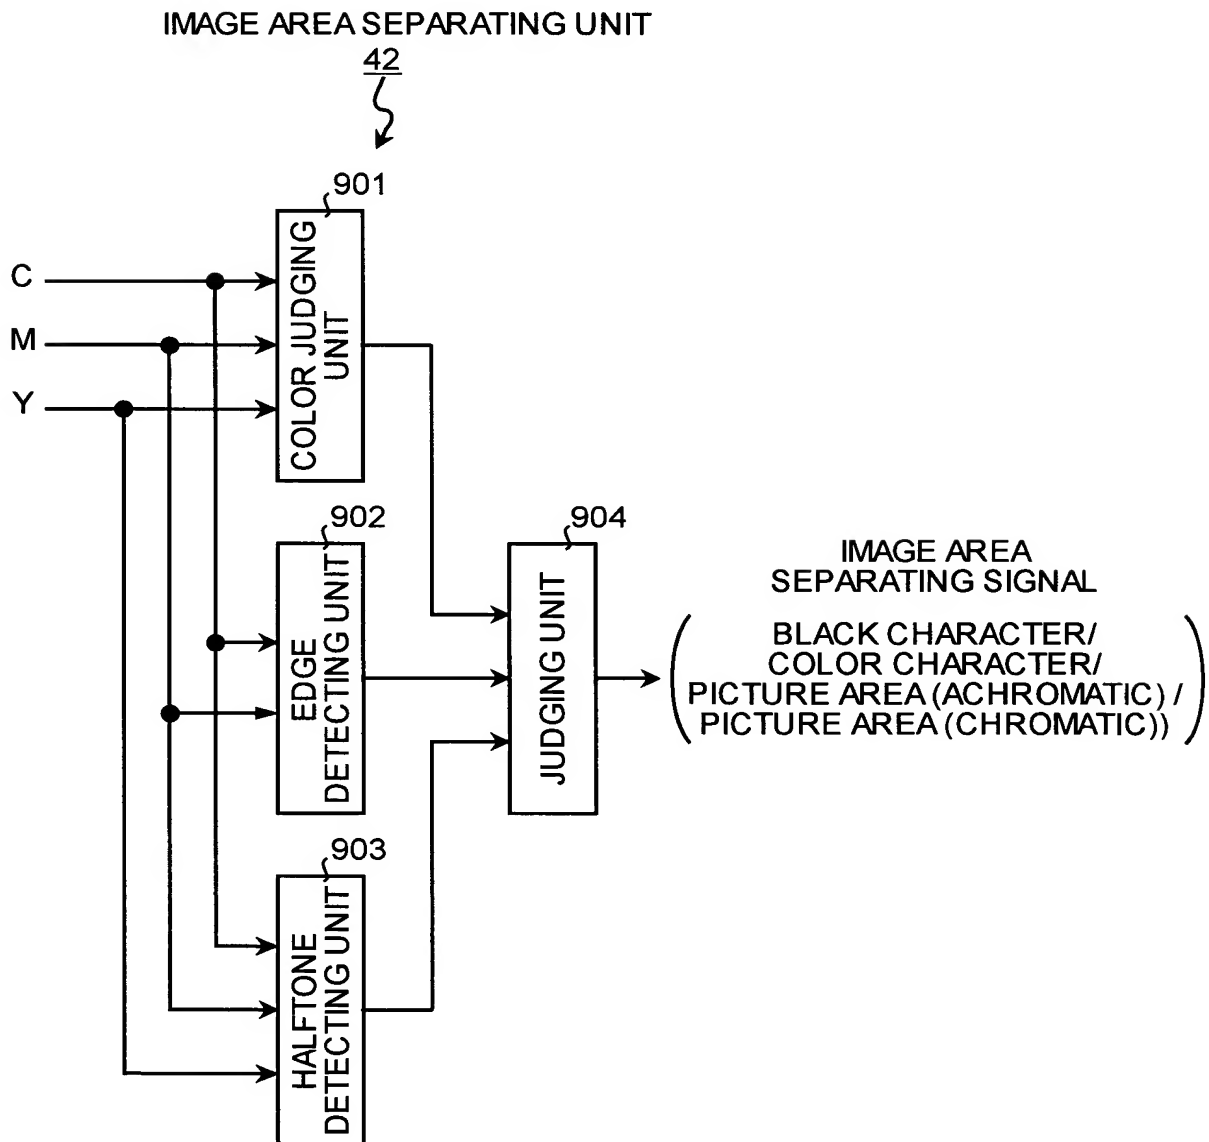 IMAGE AREA SEPARATING UNIT
42
901
C
M
Y
COLOR JUDGING
UNIT
902
EDGE
DETECTING UNIT
903
HALFTONE
DETECTING UNIT
904
JUDGING UNIT
IMAGE AREA
SEPARATING SIGNAL
BLACK CHARACTER/
COLOR CHARACTER/
PICTURE AREA (ACHROMATIC) /
PICTURE AREA (CHROMATIC))